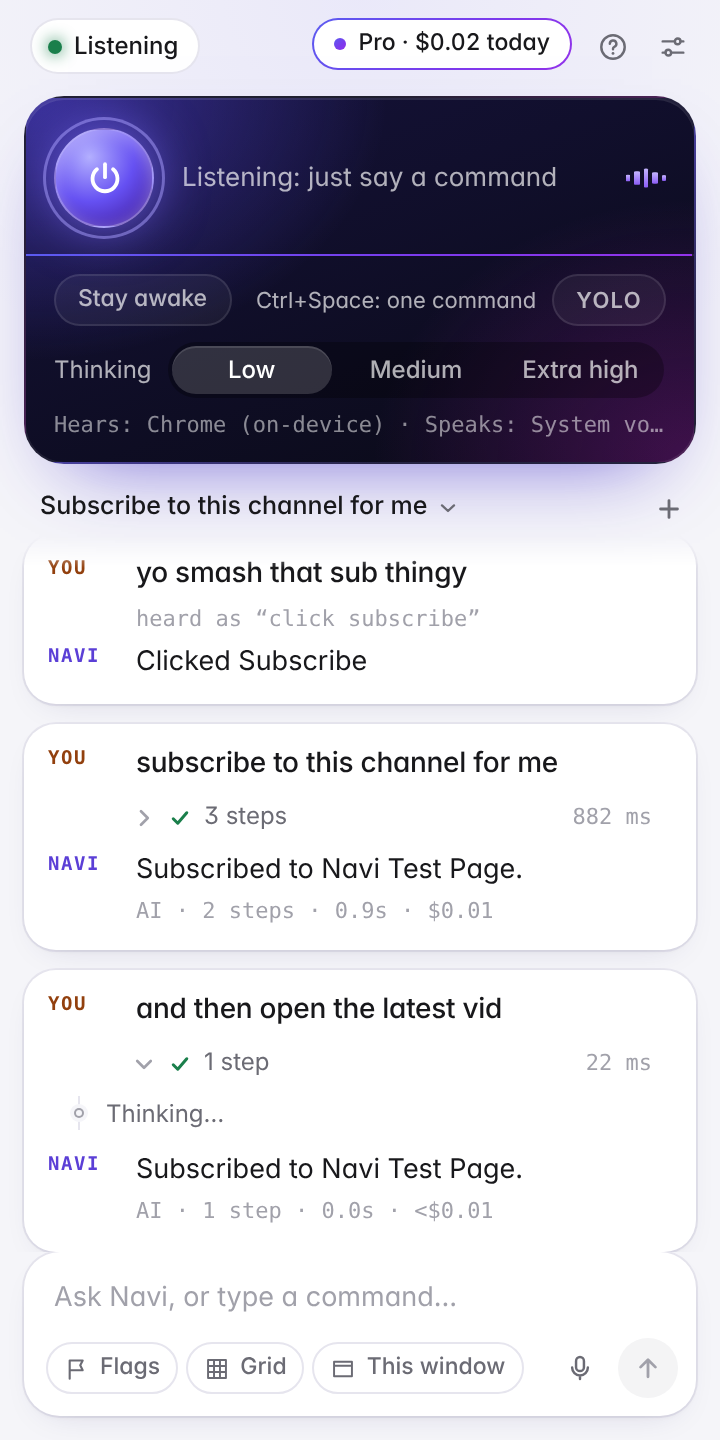 Listening
Pro · $0.02 today
Listening: just say a command
Stay awake
Ctrl+Space: one command
YOLO
Thinking
Low
Medium
Extra high
Hears: Chrome (on-device) · Speaks: System vo…
Subscribe to this channel for me
YOU
yo smash that sub thingy
heard as “click subscribe”
NAVI
Clicked Subscribe
YOU
subscribe to this channel for me
3 steps
882 ms
NAVI
Subscribed to Navi Test Page.
AI · 2 steps · 0.9s · $0.01
YOU
and then open the latest vid
1 step
22 ms
Thinking...
NAVI
Subscribed to Navi Test Page.
AI · 1 step · 0.0s · <$0.01
Ask Navi, or type a command...
Flags
Grid
This window